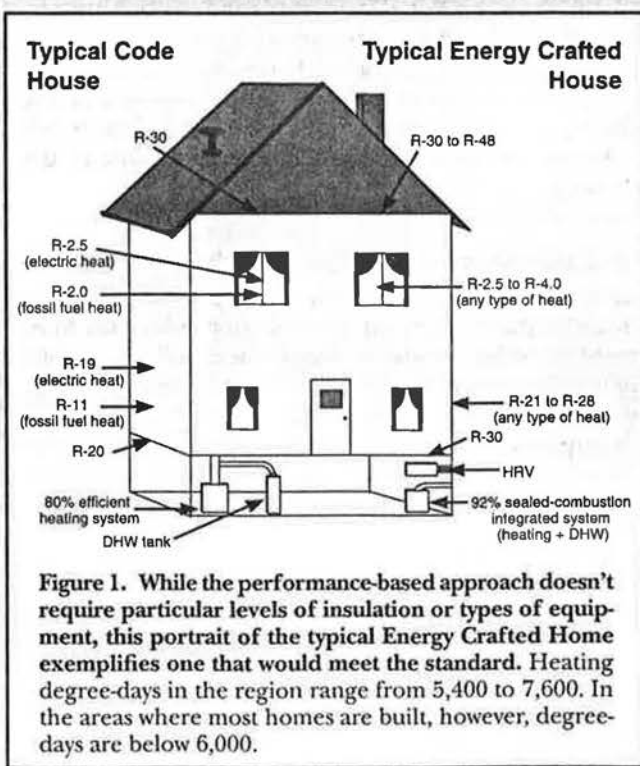 Typical Code
House
Typical Energy Crafted
House
R-30
R-30 to R-48
R-2.5
(electric heat)
R-2.0
(fossil fuel heat)
R-2.5 to R-4.0
(any type of heat)
R-19
(electric heat)
R-11
(fossil fuel heat)
R-21 to R-28
(any type of heat)
R-20
R-30
HRV
80% efficient
heating system
DHW tank
92% sealed-combustion
integrated system
(heating + DHW)
Figure 1. While the performance-based approach doesn't
require particular levels of insulation or types of equip-
ment, this portrait of the typical Energy Crafted Home
exemplifies one that would meet the standard. Heating
degree-days in the region range from 5,400 to 7,600. In
the areas where most homes are built, however, degree-
days are below 6,000.